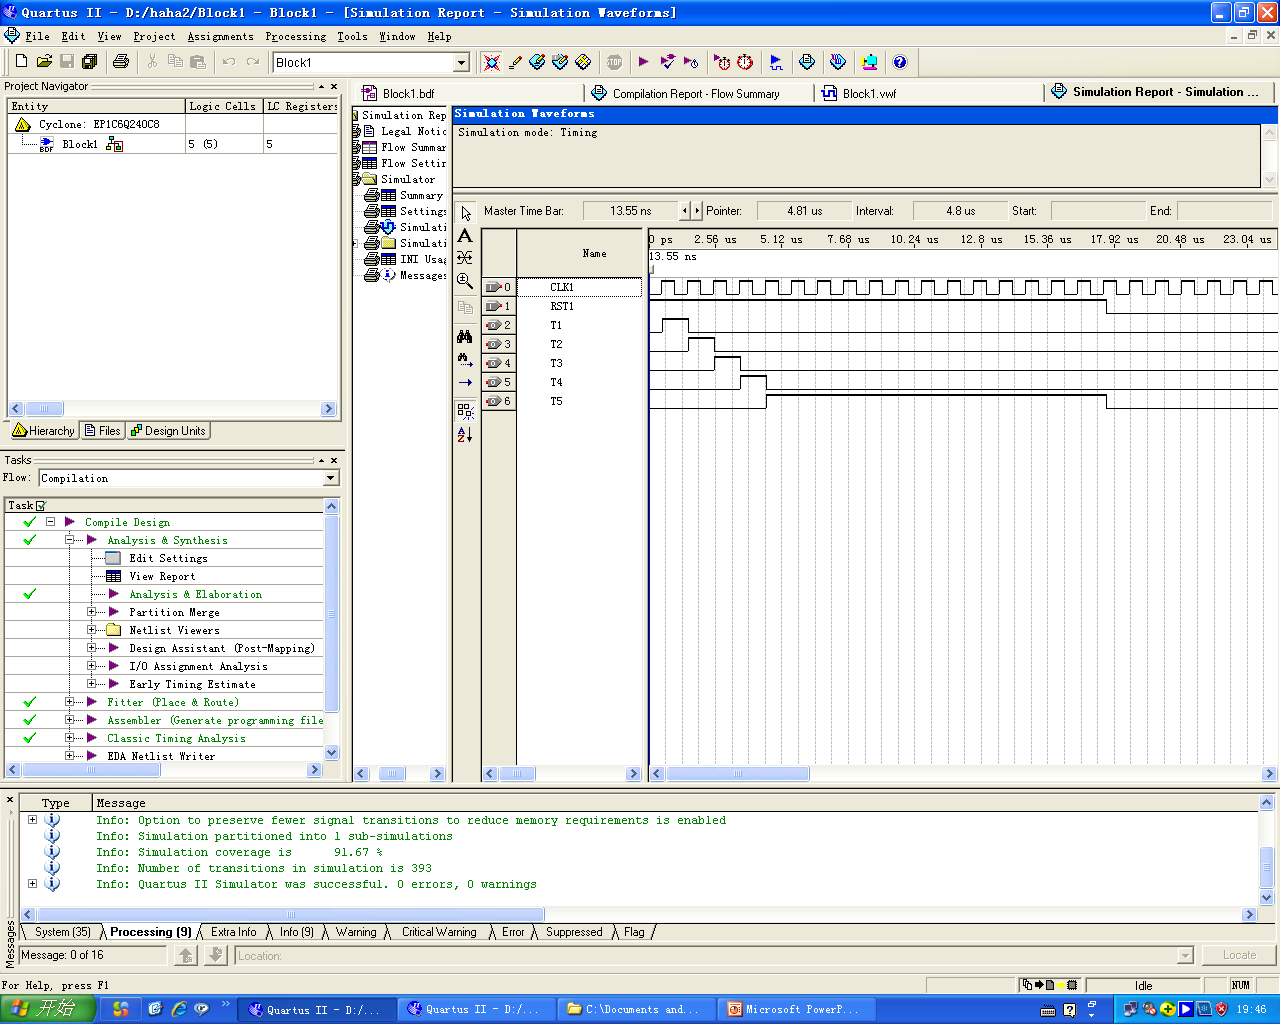 Quartus II - D:/haha2/Block1 - Block1 - [Simulation Report - Simulation Waveforms]
File Edit View Project Assignments Processing Tools Window Help
Block1
Project Navigator
Entity Logic Cells LC Registers
Cyclone: EP1C6Q240C8
Block1 5 (5) 5
Hierarchy Files Design Units
Tasks
Flow: Compilation
Task
Compile Design
Analysis & Synthesis
Edit Settings
View Report
Analysis & Elaboration
Partition Merge
Netlist Viewers
Design Assistant (Post-Mapping)
I/O Assignment Analysis
Early Timing Estimate
Fitter (Place & Route)
Assembler (Generate programming file
Classic Timing Analysis
EDA Netlist Writer
Block1.bdf Compilation Report - Flow Summary Block1.vwf Simulation Report - Simulation ...
Simulation Rep
Legal Notic
Flow Summar
Flow Settin
Simulator
Summary
Settings
Simulati
Simulati
INI Usag
Messages
Simulation Waveforms
Simulation mode: Timing
Master Time Bar: 13.55 ns Pointer: 4.81 us Interval: 4.8 us Start: End:
Name
0 ps 2.56 us 5.12 us 7.68 us 10.24 us 12.8 us 15.36 us 17.92 us 20.48 us 23.04 us
13.55 ns
0 CLK1
1 RST1
2 T1
3 T2
4 T3
5 T4
6 T5
Messages
Type Message
Info: Option to preserve fewer signal transitions to reduce memory requirements is enabled
Info: Simulation partitioned into 1 sub-simulations
Info: Simulation coverage is 91.67 %
Info: Number of transitions in simulation is 393
Info: Quartus II Simulator was successful. 0 errors, 0 warnings
System (35) Processing (9) Extra Info Info (9) Warning Critical Warning Error Suppressed Flag
Message: 0 of 16 Location: Locate
For Help, press F1 Idle NUM
开始 Quartus II - D:/... Quartus II - D:/... C:\Documents and... Microsoft PowerP... 19:46